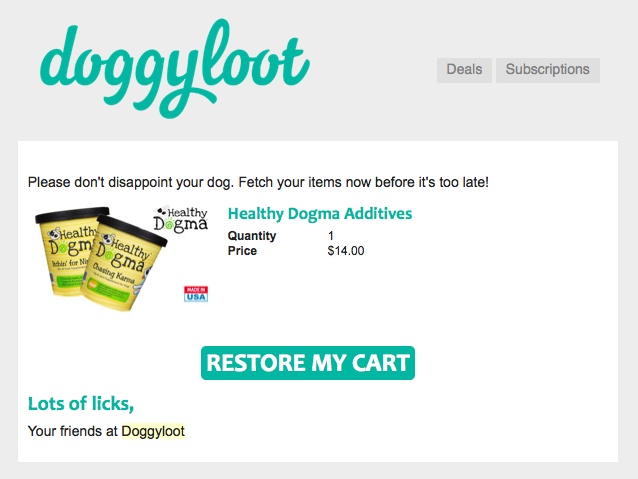 doggyloot
Deals
Subscriptions
Please don't disappoint your dog. Fetch your items now before it's too late!
Healthy
Dogma
Itchin' for
Healthy
Dogma
Chasing Karma
Healthy
Dogma
MADE IN
USA
Healthy Dogma Additives
Quantity 1
Price $14.00
RESTORE MY CART
Lots of licks,
Your friends at Doggyloot